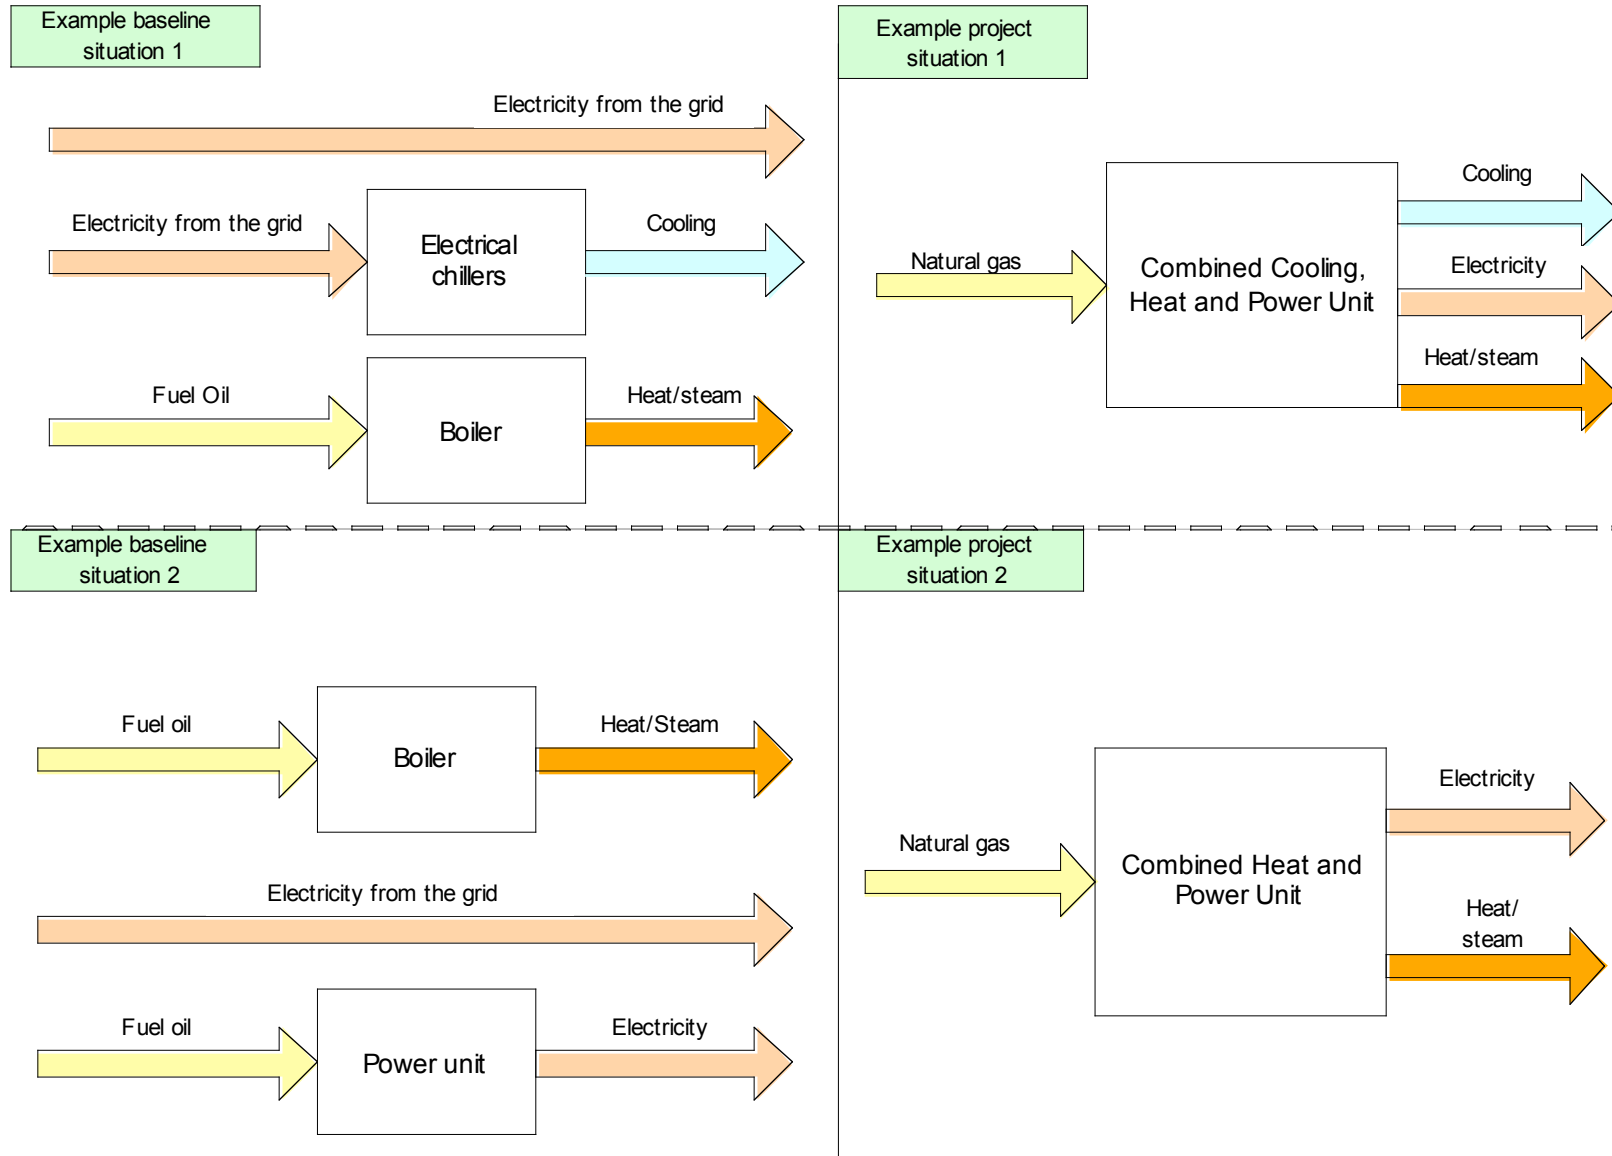 Example baseline
situation 1
Electricity from the grid
Electricity from the grid
Electrical
chillers
Cooling
Fuel Oil
Boiler
Heat/steam
Example project
situation 1
Natural gas
Combined Cooling,
Heat and Power Unit
Cooling
Electricity
Heat/steam
Example baseline
situation 2
Fuel oil
Boiler
Heat/Steam
Electricity from the grid
Fuel oil
Power unit
Electricity
Example project
situation 2
Natural gas
Combined Heat and
Power Unit
Electricity
Heat/
steam